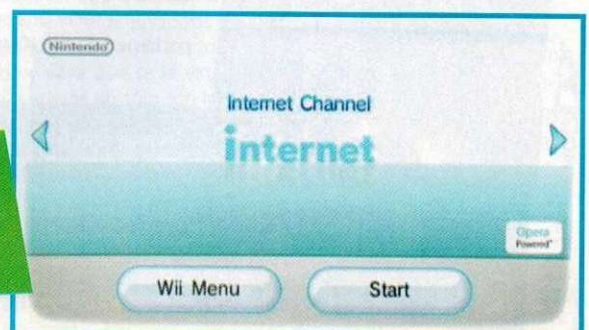 Nintendo
Internet Channel
internet
Opera
Powered
Wii Menu
Start